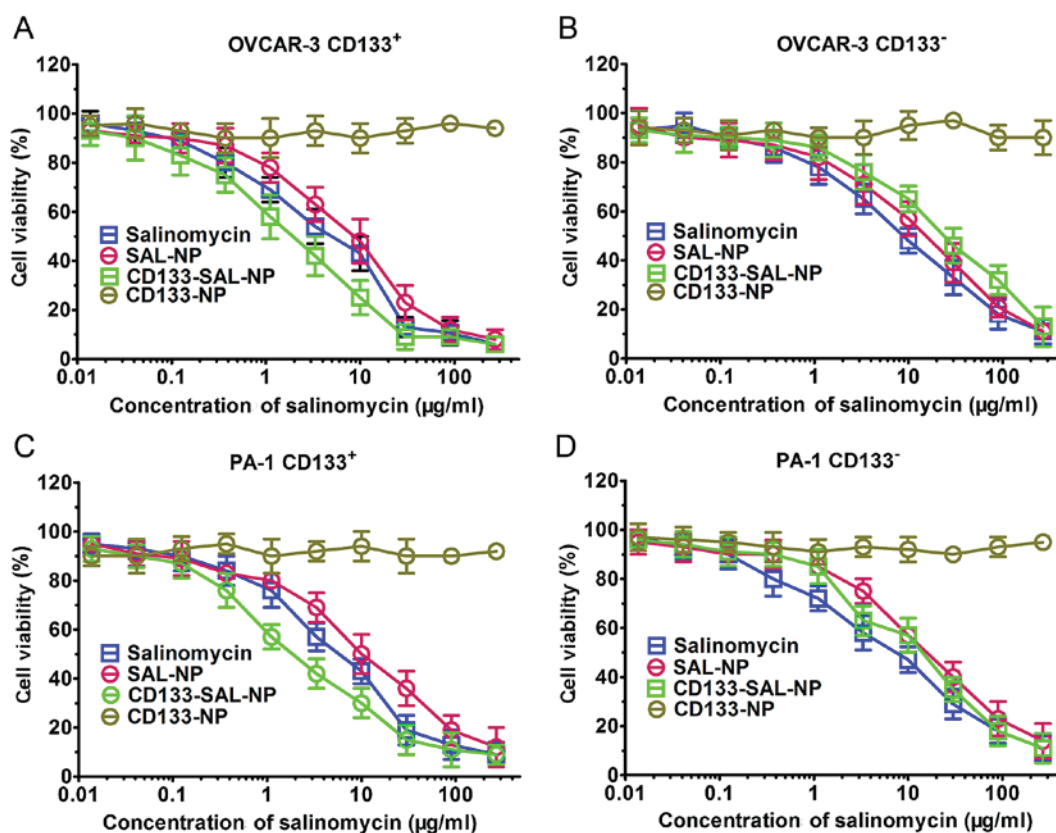 A
OVCAR-3 CD133⁺
Cell viability (%)
120
100
80
60
40
20
0
Salinomycin
SAL-NP
CD133-SAL-NP
CD133-NP
0.01 0.1 1 10 100
Concentration of salinomycin (μg/ml)
B
OVCAR-3 CD133⁻
Cell viability (%)
120
100
80
60
40
20
0
Salinomycin
SAL-NP
CD133-SAL-NP
CD133-NP
0.01 0.1 1 10 100
Concentration of salinomycin (μg/ml)
C
PA-1 CD133⁺
Cell viability (%)
120
100
80
60
40
20
0
Salinomycin
SAL-NP
CD133-SAL-NP
CD133-NP
0.01 0.1 1 10 100
Concentration of salinomycin (μg/ml)
D
PA-1 CD133⁻
Cell viability (%)
120
100
80
60
40
20
0
Salinomycin
SAL-NP
CD133-SAL-NP
CD133-NP
0.01 0.1 1 10 100
Concentration of salinomycin (μg/ml)